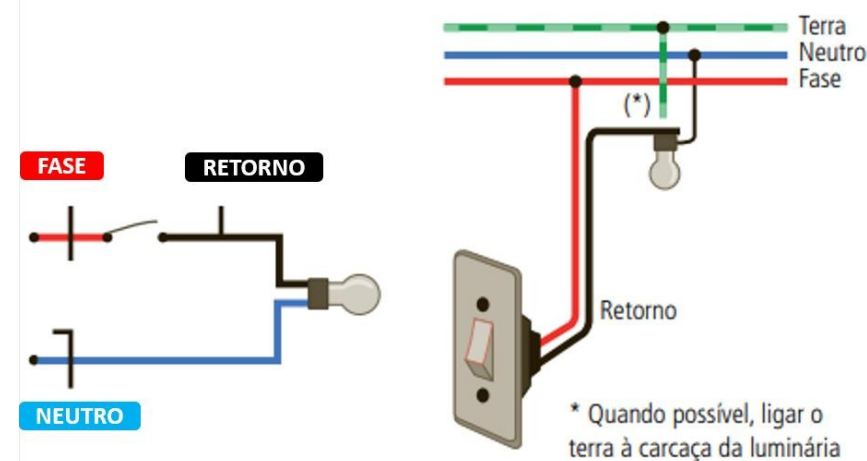 FASE
RETORNO
NEUTRO
Terra
Neutro
Fase
(*)
Retorno
* Quando possível, ligar o
terra à carcaça da luminária